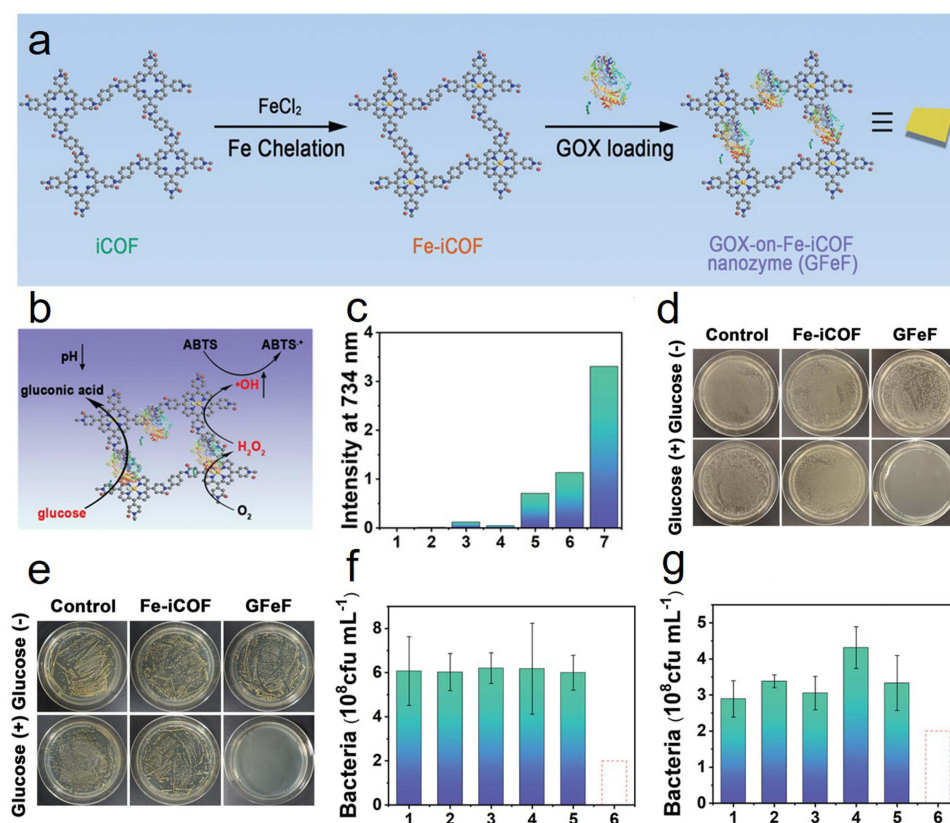 a
FeCl2
Fe Chelation
GOX loading
iCOF
Fe-iCOF
GOX-on-Fe-iCOF
nanozyme (GFeF)
b
pH
ABTS
ABTS·+
gluconic acid
•OH
H2O2
glucose
O2
c
Intensity at 734 nm
4
3
2
1
0
1 2 3 4 5 6 7
d
Control Fe-iCOF GFeF
Glucose (-)
Glucose (+)
e
Control Fe-iCOF GFeF
Glucose (-)
Glucose (+)
f
Bacteria (10^8cfu mL^-1)
8
6
4
2
0
1 2 3 4 5 6
g
Bacteria (10^8cfu mL^-1)
5
4
3
2
1
0
1 2 3 4 5 6